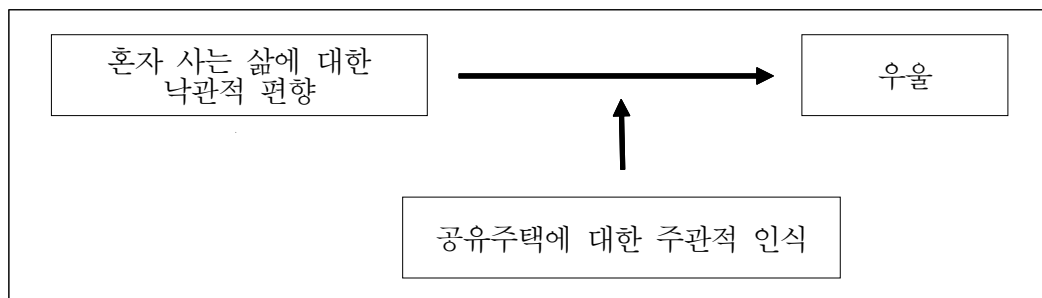 혼자 사는 삶에 대한
낙관적 편향
우울
공유주택에 대한 주관적 인식